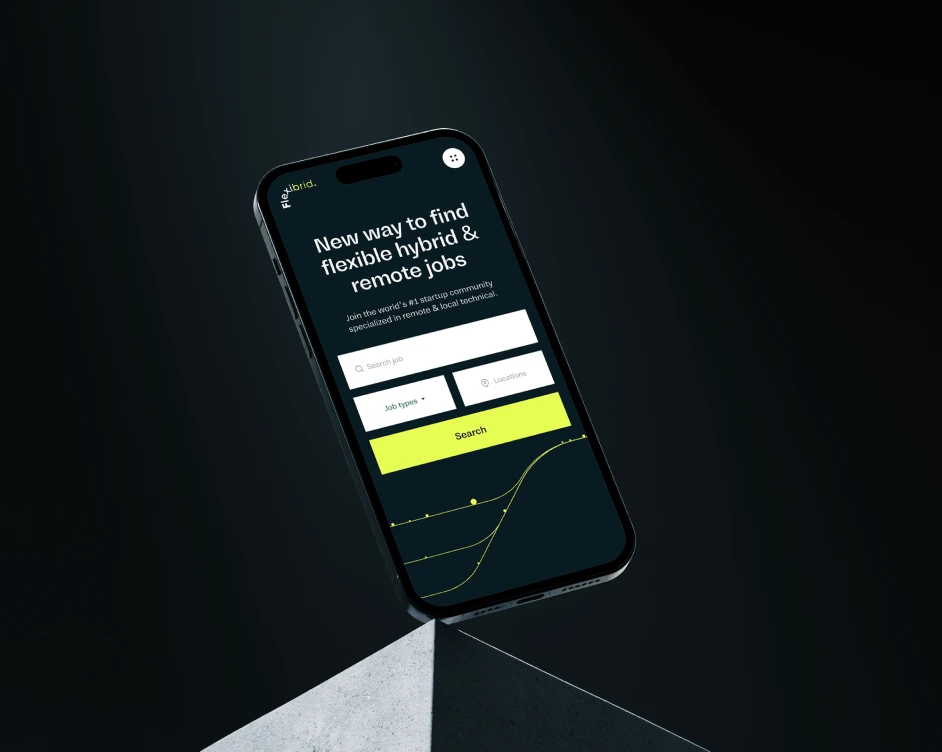 Flexibrid.
New way to find
flexible hybrid &
remote jobs
Join the world's #1 startup community
specialized in remote & local technical.
Search job
Job types
Locations
Search